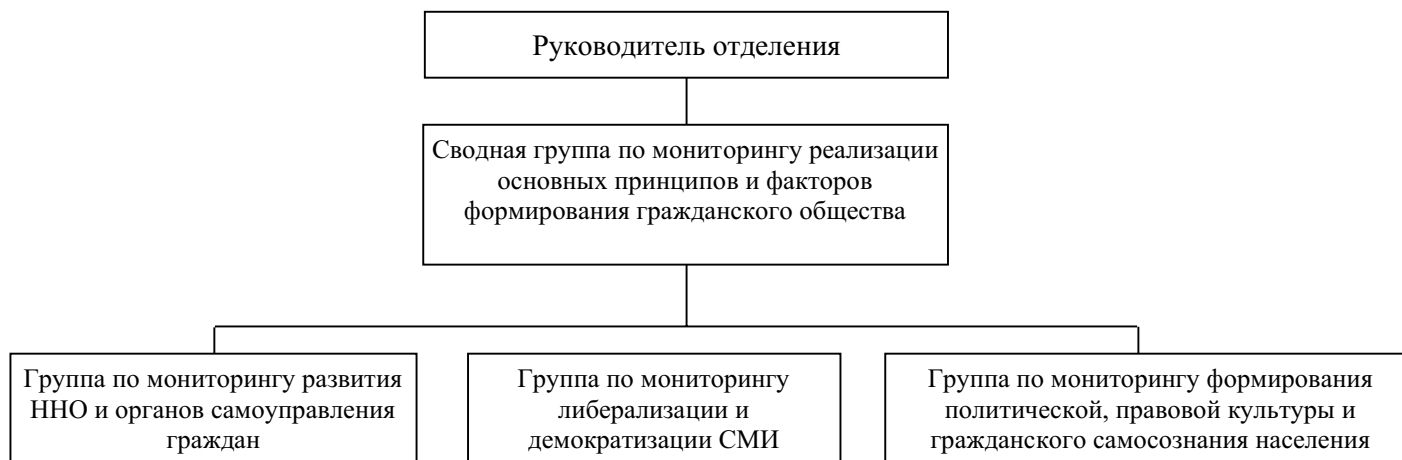 Руководитель отделения
Сводная группа по мониторингу реализации
основных принципов и факторов
формирования гражданского общества
Группа по мониторингу развития
ННО и органов самоуправления
граждан
Группа по мониторингу
либерализации и
демократизации СМИ
Группа по мониторингу формирования
политической, правовой культуры и
гражданского самосознания населения